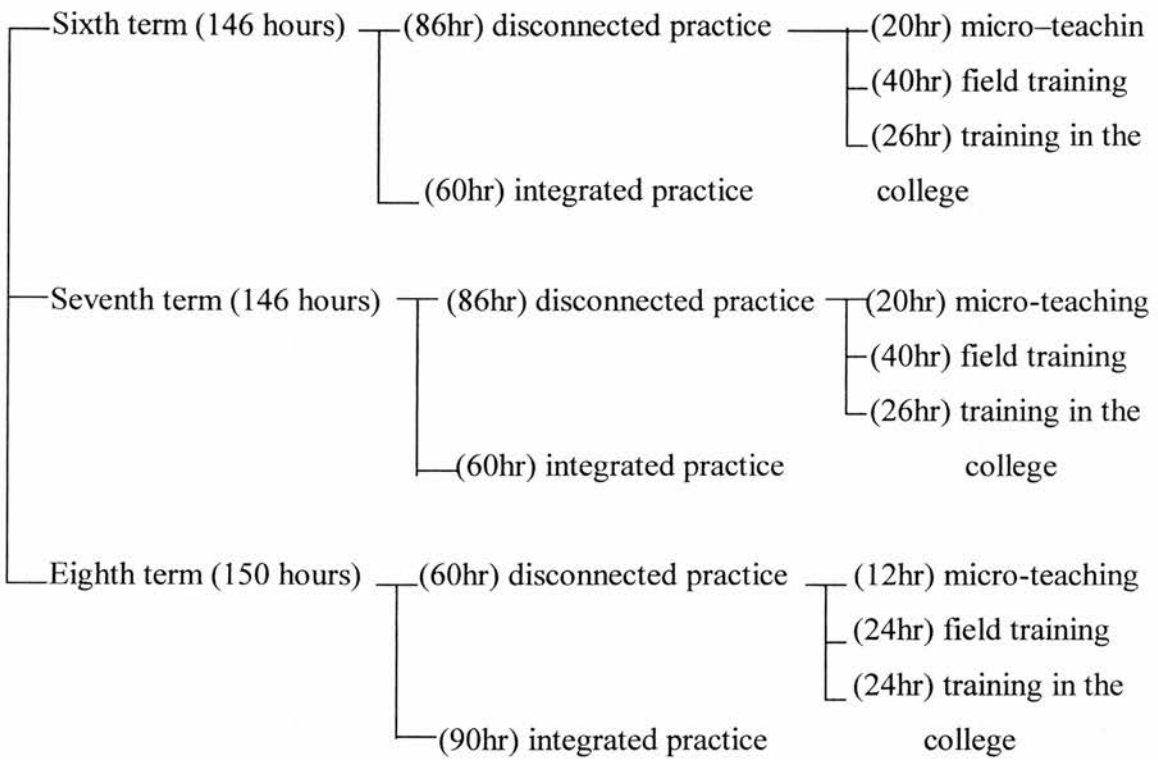 Sixth term (146 hours) (86hr) disconnected practice (20hr) micro–teachin
(40hr) field training
(26hr) training in the
(60hr) integrated practice college
Seventh term (146 hours) (86hr) disconnected practice (20hr) micro-teaching
(40hr) field training
(26hr) training in the
(60hr) integrated practice college
Eighth term (150 hours) (60hr) disconnected practice (12hr) micro-teaching
(24hr) field training
(24hr) training in the
(90hr) integrated practice college